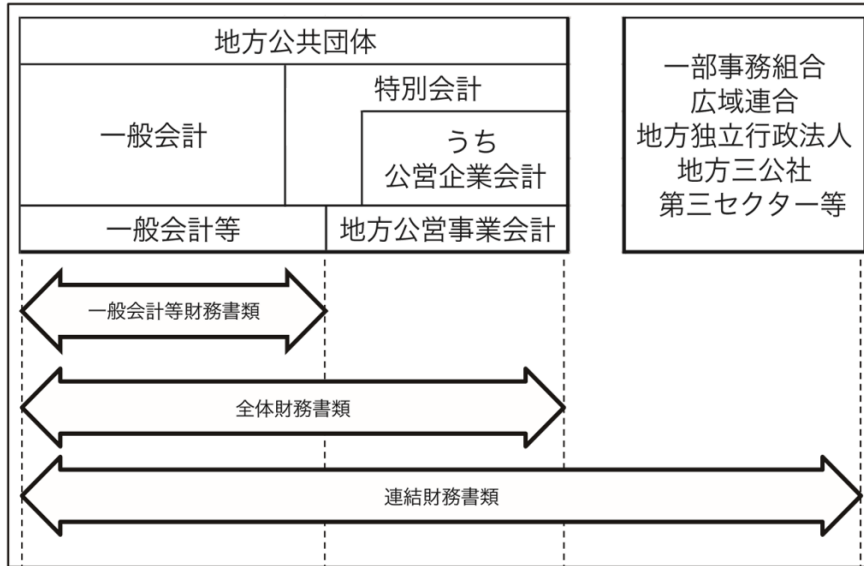 地方公共団体
一般会計
特別会計
うち
公営企業会計
一般会計等
地方公営事業会計
一部事務組合
広域連合
地方独立行政法人
地方三公社
第三セクター等
一般会計等財務書類
全体財務書類
連結財務書類